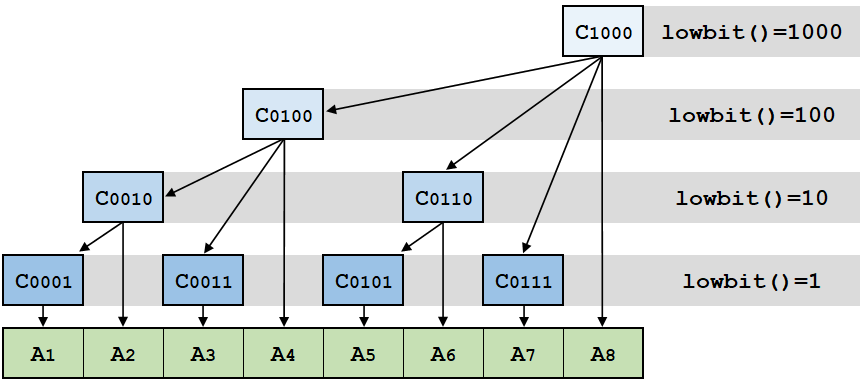 C1000 lowbit()=1000
C0100 lowbit()=100
C0010 C0110 lowbit()=10
C0001 C0011 C0101 C0111 lowbit()=1
A1 A2 A3 A4 A5 A6 A7 A8